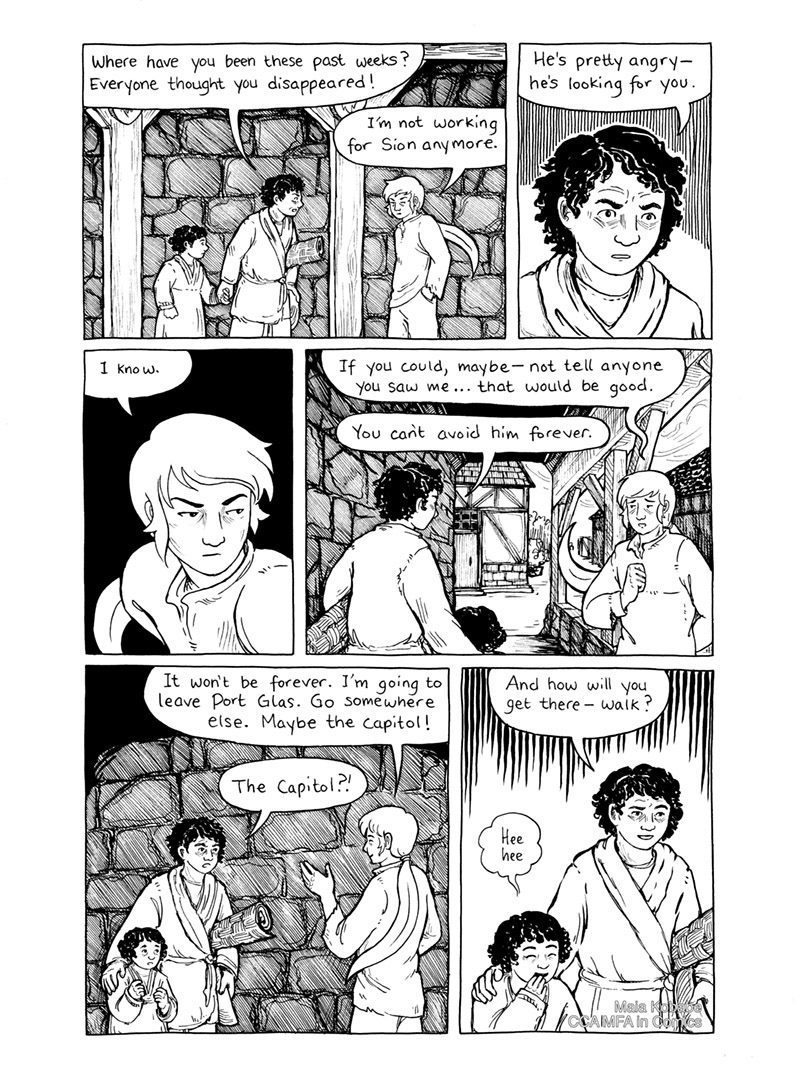 Where have you been these past weeks?
Everyone thought you disappeared!
I'm not working
for Sion anymore.
He's pretty angry—
he's looking for you.
I know.
If you could, maybe— not tell anyone
you saw me... that would be good.
You can't avoid him forever.
It won't be forever. I'm going to
leave Port Glas. Go somewhere
else. Maybe the capitol!
The Capitol?!
And how will you
get there— walk?
Hee
hee
Maia Kobabe
CCA MFA in Comics